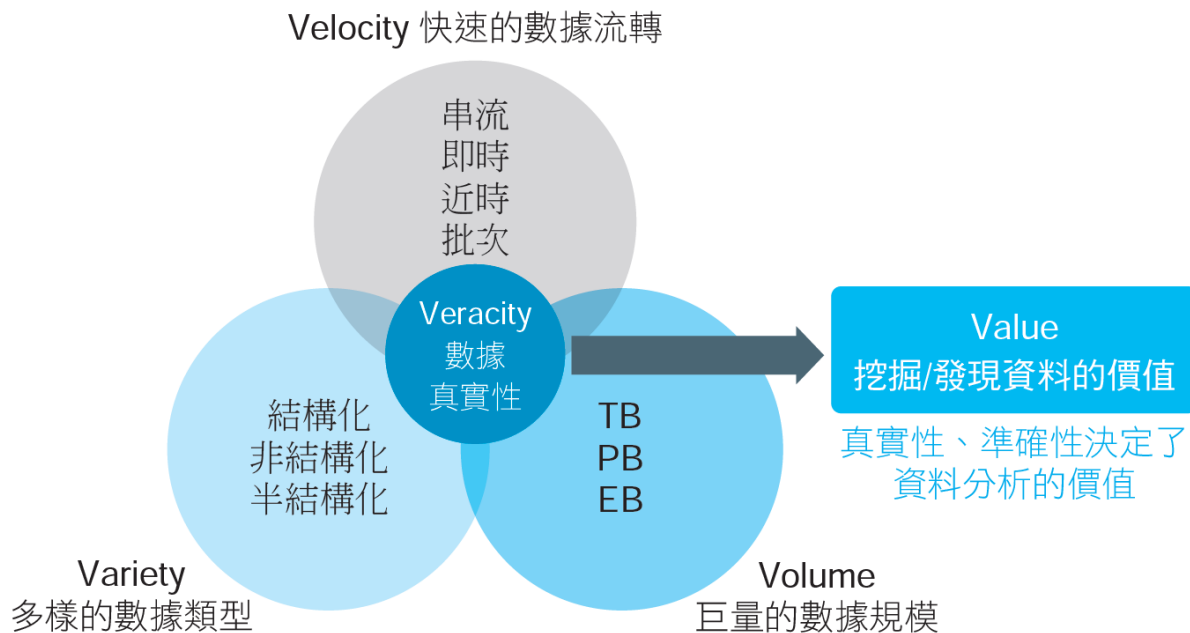 Velocity 快速的數據流轉
串流
即時
近時
批次
Veracity
數據
真實性
結構化
非結構化
半結構化
TB
PB
EB
Value
挖掘/發現資料的價值
真實性、準確性決定了
資料分析的價值
Variety
多樣的數據類型
Volume
巨量的數據規模